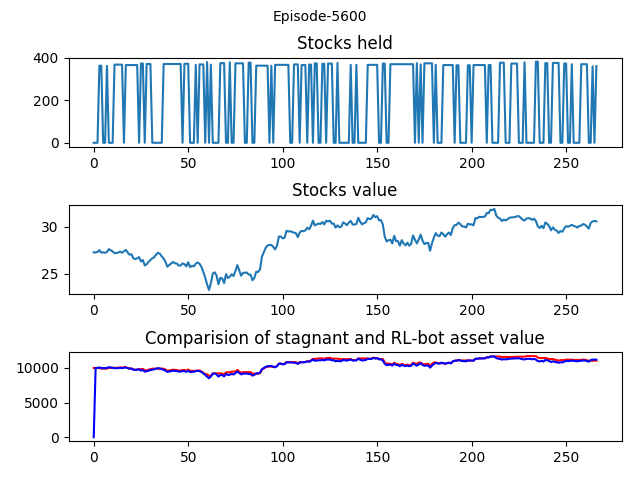 Episode-5600
Stocks held
400
200
0
0 50 100 150 200 250
Stocks value
30
25
0 50 100 150 200 250
Comparision of stagnant and RL-bot asset value
10000
5000
0
0 50 100 150 200 250